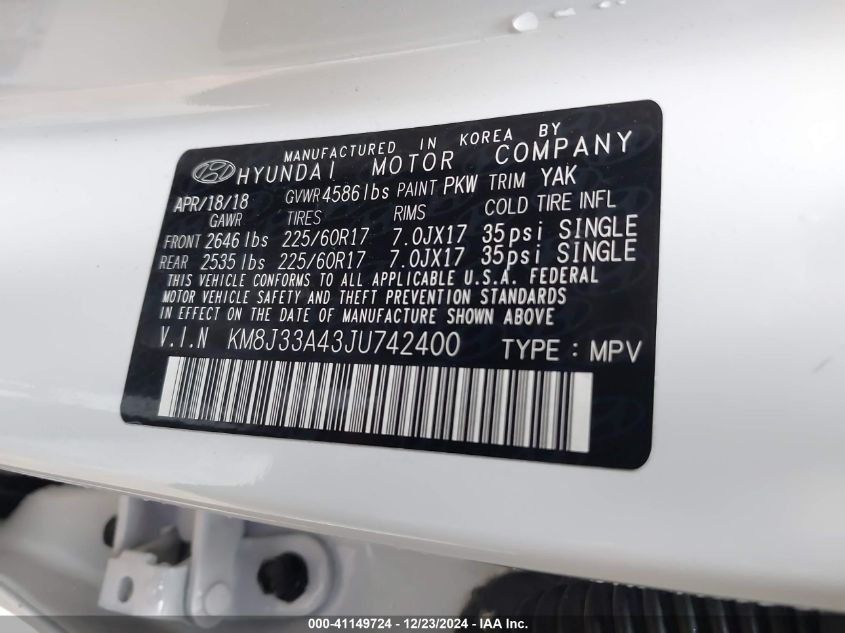 MANUFACTURED IN KOREA BY
HYUNDAI MOTOR COMPANY
APR/18/18 GVWR 4586 lbs PAINT PKW TRIM YAK
GAWR TIRES RIMS COLD TIRE INFL
FRONT 2646 lbs 225/60R17 7.0JX17 35psi SINGLE
REAR 2535 lbs 225/60R17 7.0JX17 35psi SINGLE
THIS VEHICLE CONFORMS TO ALL APPLICABLE U.S.A. FEDERAL
MOTOR VEHICLE SAFETY AND THEFT PREVENTION STANDARDS
IN EFFECT ON THE DATE OF MANUFACTURE SHOWN ABOVE
V.I.N KM8J33A43JU742400 TYPE : MPV
000-41149724 - 12/23/2024 - IAA Inc.